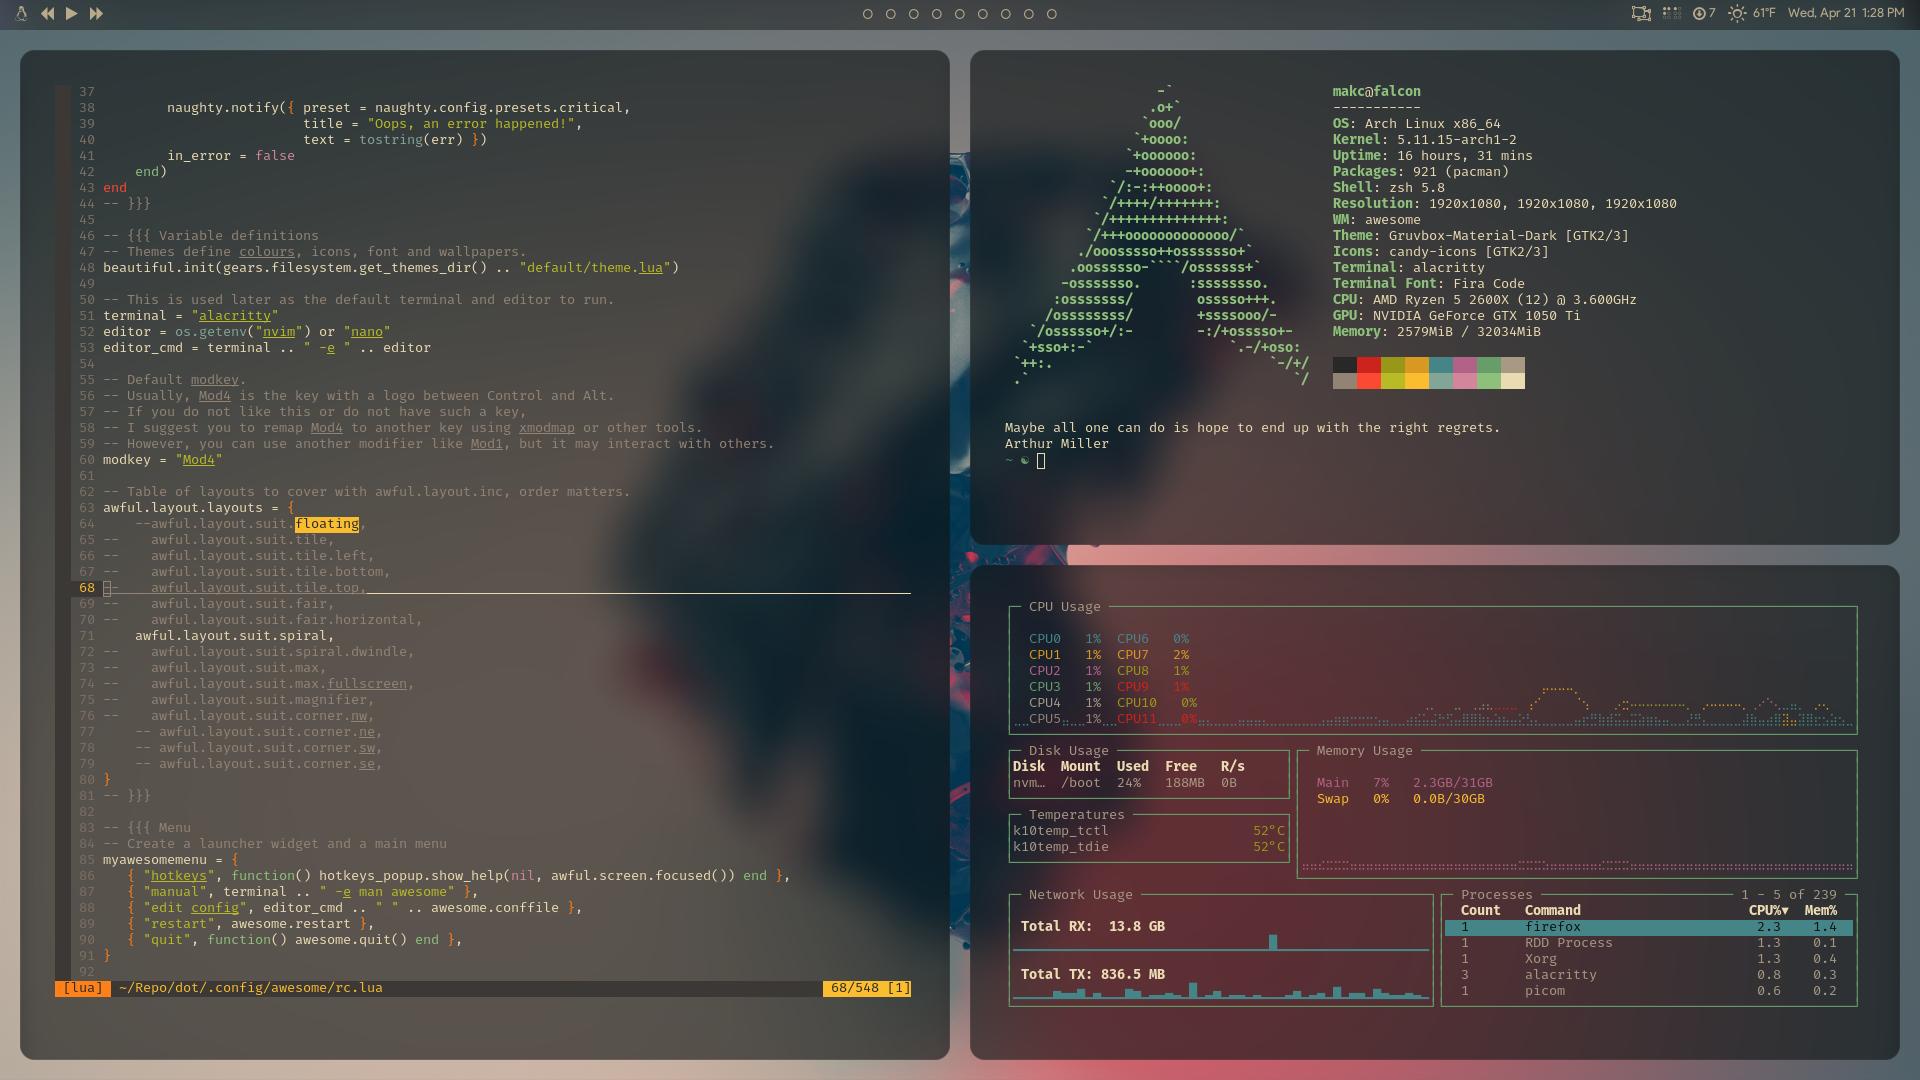 7 61°F Wed, Apr 21 1:28 PM
37
38         naughty.notify({ preset = naughty.config.presets.critical,
39                          title = "Oops, an error happened!",
40                          text = tostring(err) })
41         in_error = false
42     end)
43 end
44 -- }}}
45
46 -- {{{ Variable definitions
47 -- Themes define colours, icons, font and wallpapers.
48 beautiful.init(gears.filesystem.get_themes_dir() .. "default/theme.lua")
49
50 -- This is used later as the default terminal and editor to run.
51 terminal = "alacritty"
52 editor = os.getenv("nvim") or "nano"
53 editor_cmd = terminal .. " -e " .. editor
54
55 -- Default modkey.
56 -- Usually, Mod4 is the key with a logo between Control and Alt.
57 -- If you do not like this or do not have such a key,
58 -- I suggest you to remap Mod4 to another key using xmodmap or other tools.
59 -- However, you can use another modifier like Mod1, but it may interact with others.
60 modkey = "Mod4"
61
62 -- Table of layouts to cover with awful.layout.inc, order matters.
63 awful.layout.layouts = {
64     --awful.layout.suit.floating,
65 --    awful.layout.suit.tile,
66 --    awful.layout.suit.tile.left,
67 --    awful.layout.suit.tile.bottom,
68 --    awful.layout.suit.tile.top,
69 --    awful.layout.suit.fair,
70 --    awful.layout.suit.fair.horizontal,
71     awful.layout.suit.spiral,
72 --    awful.layout.suit.spiral.dwindle,
73 --    awful.layout.suit.max,
74 --    awful.layout.suit.max.fullscreen,
75 --    awful.layout.suit.magnifier,
76 --    awful.layout.suit.corner.nw,
77     -- awful.layout.suit.corner.ne,
78     -- awful.layout.suit.corner.sw,
79     -- awful.layout.suit.corner.se,
80 }
81 -- }}}
82
83 -- {{{ Menu
84 -- Create a launcher widget and a main menu
85 myawesomemenu = {
86    { "hotkeys", function() hotkeys_popup.show_help(nil, awful.screen.focused()) end },
87    { "manual", terminal .. " -e man awesome" },
88    { "edit config", editor_cmd .. " " .. awesome.conffile },
89    { "restart", awesome.restart },
90    { "quit", function() awesome.quit() end },
91 }
92
[lua] ~/Repo/dot/.config/awesome/rc.lua 68/548 [1]
makc@falcon
-----------
OS: Arch Linux x86_64
Kernel: 5.11.15-arch1-2
Uptime: 16 hours, 31 mins
Packages: 921 (pacman)
Shell: zsh 5.8
Resolution: 1920x1080, 1920x1080, 1920x1080
WM: awesome
Theme: Gruvbox-Material-Dark [GTK2/3]
Icons: candy-icons [GTK2/3]
Terminal: alacritty
Terminal Font: Fira Code
CPU: AMD Ryzen 5 2600X (12) @ 3.600GHz
GPU: NVIDIA GeForce GTX 1050 Ti
Memory: 2579MiB / 32034MiB
Maybe all one can do is hope to end up with the right regrets.
Arthur Miller
~ ☯
CPU Usage
CPU0 1% CPU6 0%
CPU1 1% CPU7 2%
CPU2 1% CPU8 1%
CPU3 1% CPU9 1%
CPU4 1% CPU10 0%
CPU5 1% CPU11 0%
Disk Usage
Disk Mount Used Free R/s
nvm… /boot 24% 188MB 0B
Temperatures
k10temp_tctl 52°C
k10temp_tdie 52°C
Memory Usage
Main 7% 2.3GB/31GB
Swap 0% 0.0B/30GB
Network Usage
Total RX: 13.8 GB
Total TX: 836.5 MB
Processes 1 - 5 of 239
Count Command CPU%▼ Mem%
1 firefox 2.3 1.4
1 RDD Process 1.3 0.1
1 Xorg 1.3 0.4
3 alacritty 0.8 0.3
1 picom 0.6 0.2